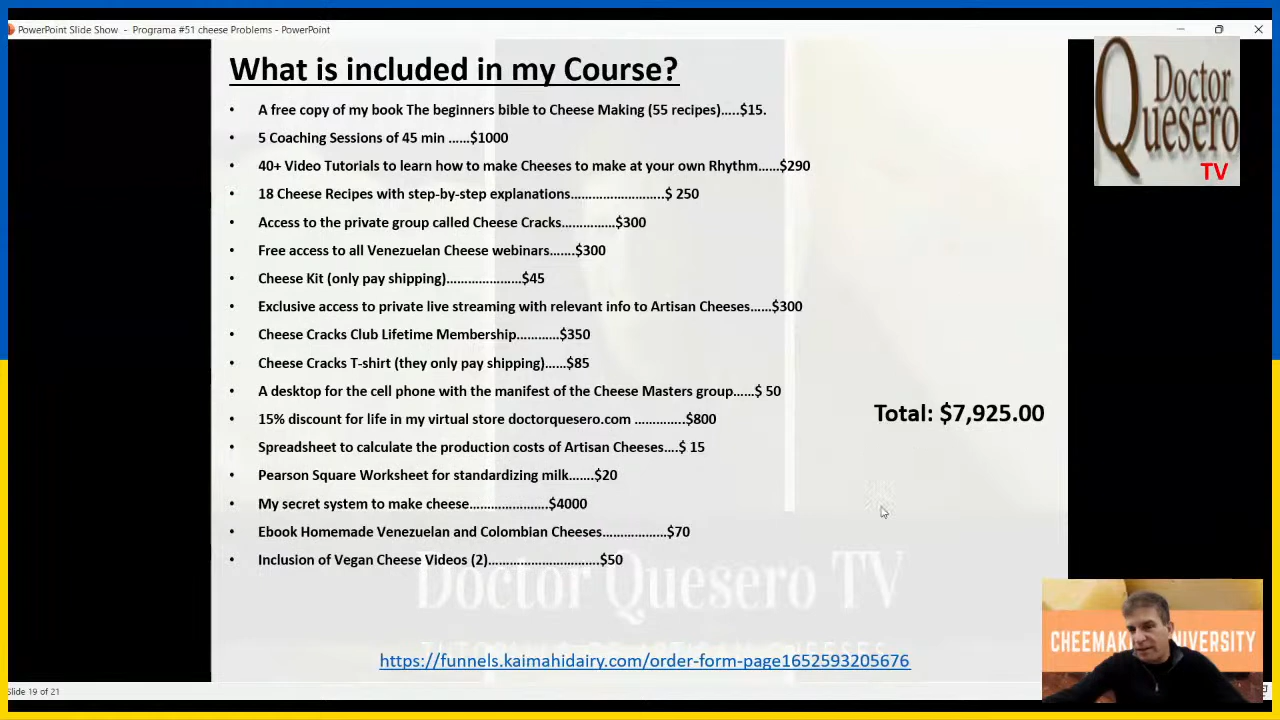 PowerPoint Slide Show - Programa #51 cheese Problems - PowerPoint
What is included in my Course?
• A free copy of my book The beginners bible to Cheese Making (55 recipes)…..$15.
• 5 Coaching Sessions of 45 min ……$1000
• 40+ Video Tutorials to learn how to make Cheeses to make at your own Rhythm……$290
• 18 Cheese Recipes with step-by-step explanations……………………..$ 250
• Access to the private group called Cheese Cracks……………$300
• Free access to all Venezuelan Cheese webinars…….$300
• Cheese Kit (only pay shipping)…………………$45
• Exclusive access to private live streaming with relevant info to Artisan Cheeses……$300
• Cheese Cracks Club Lifetime Membership…………$350
• Cheese Cracks T-shirt (they only pay shipping)……$85
• A desktop for the cell phone with the manifest of the Cheese Masters group……$ 50
• 15% discount for life in my virtual store doctorquesero.com …………..$800
• Spreadsheet to calculate the production costs of Artisan Cheeses….$ 15
• Pearson Square Worksheet for standardizing milk…….$20
• My secret system to make cheese………………….$4000
• Ebook Homemade Venezuelan and Colombian Cheeses………………$70
• Inclusion of Vegan Cheese Videos (2)……………………….$50
Total: $7,925.00
Doctor
Quesero
TV
Doctor Quesero TV
https://funnels.kaimahidairy.com/order-form-page1652593205676
Slide 19 of 21